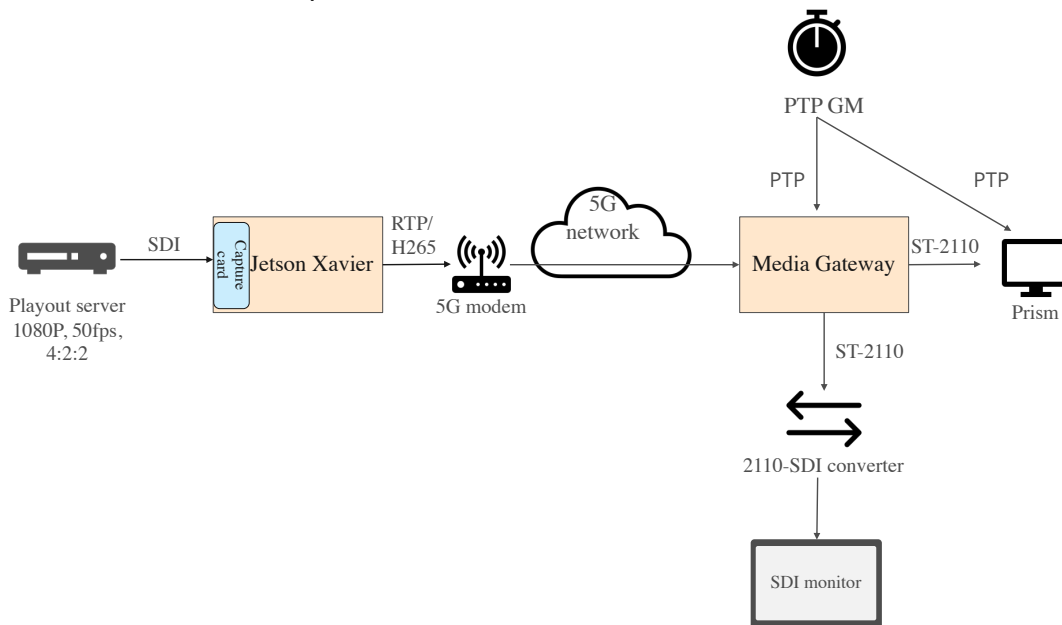 PTP GM
PTP
PTP
5G
network
RTP/
H265
SDI
Capture
card
Jetson Xavier
Media Gateway
ST-2110
5G modem
Playout server
1080P, 50fps,
4:2:2
Prism
ST-2110
2110-SDI converter
SDI monitor